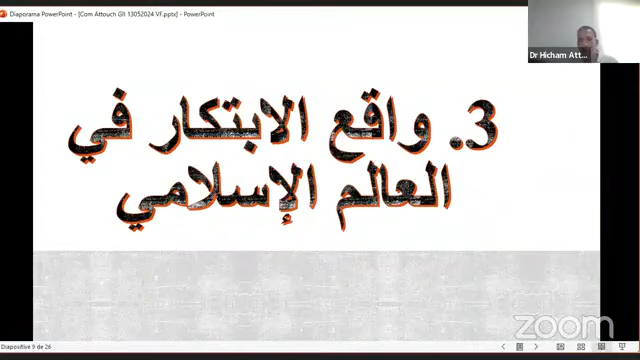 Diaporama PowerPoint - [Com Attouch GII 13052024 VF.pptx] - PowerPoint
Dr Hicham Att...
3. واقع الابتكار في
العالم الإسلامي
zoom
Diapositive 9 de 26